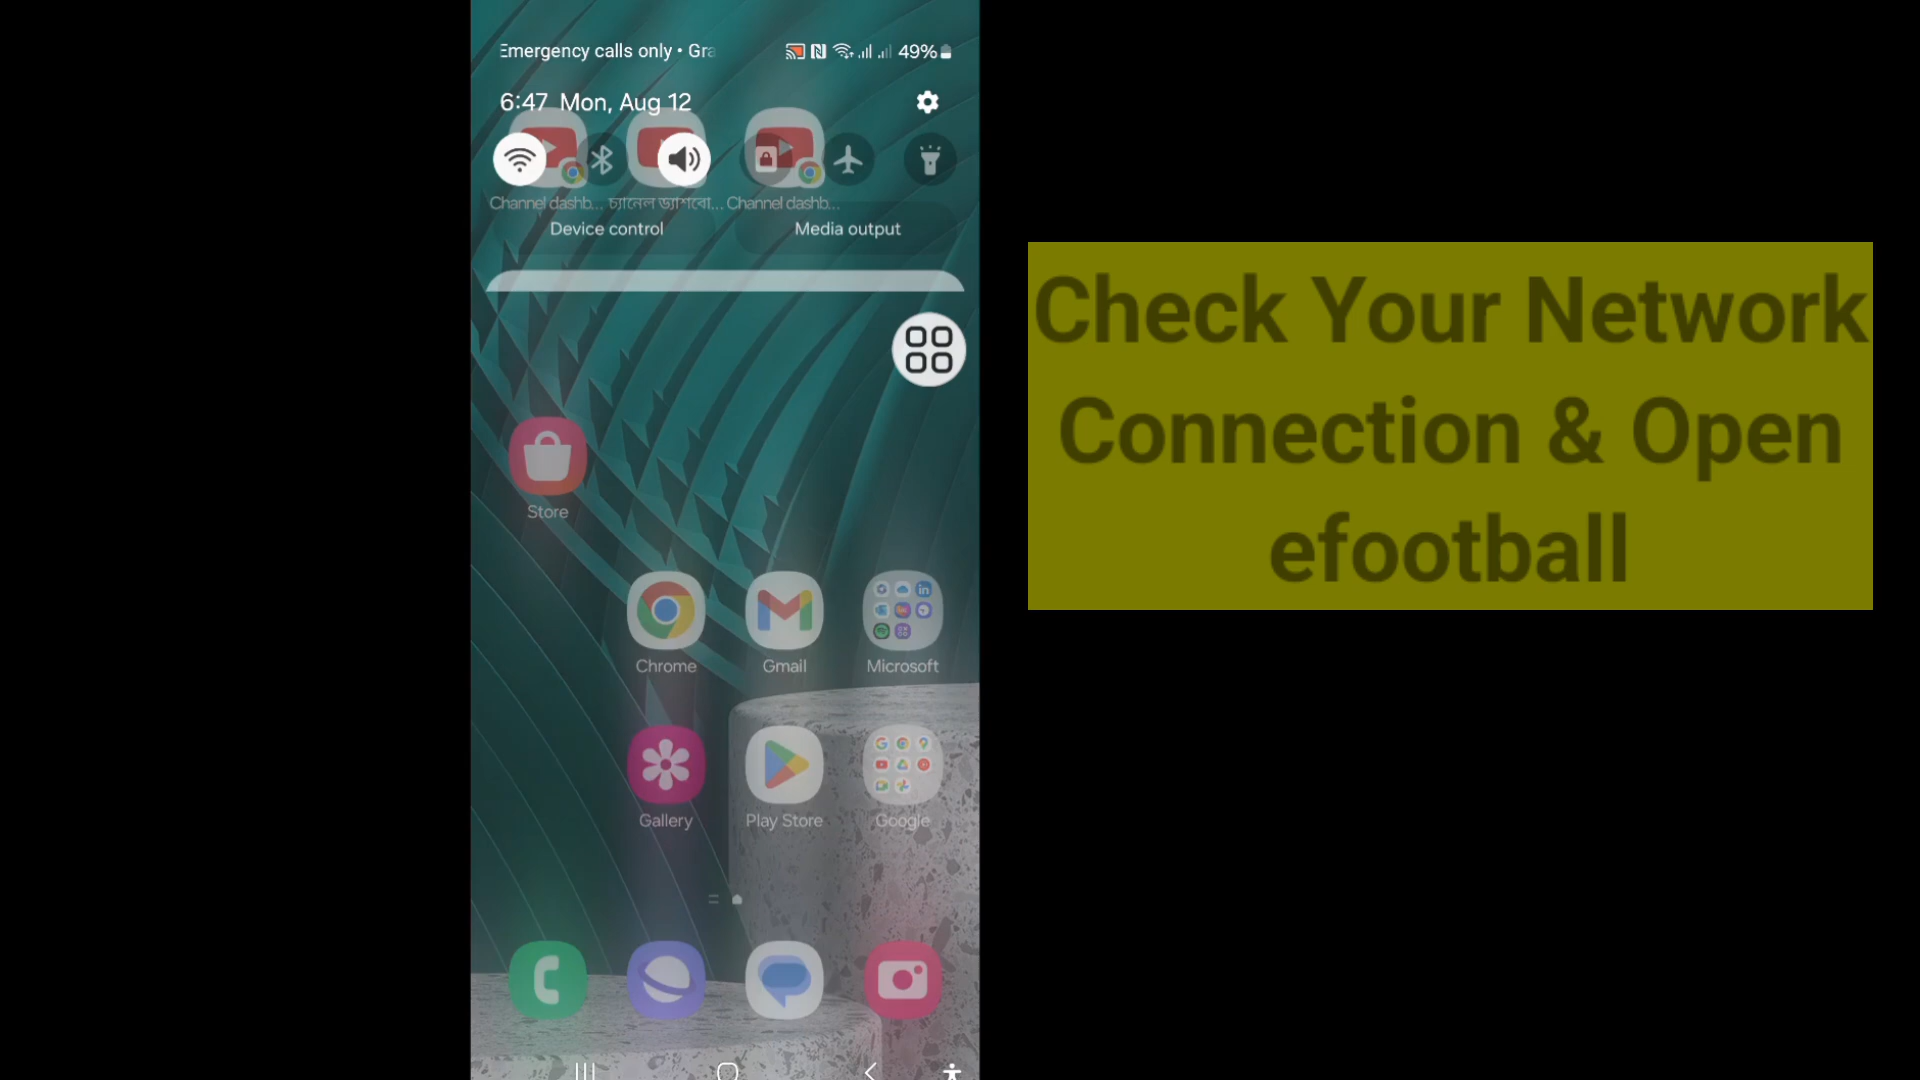 Emergency calls only • Gra
49%
6:47 Mon, Aug 12
Channel dashb... চ্যানেল ড্যাশবো... Channel dashb...
Device control Media output
Store
Chrome Gmail Microsoft
Gallery Play Store Google
Check Your Network
Connection & Open
efootball